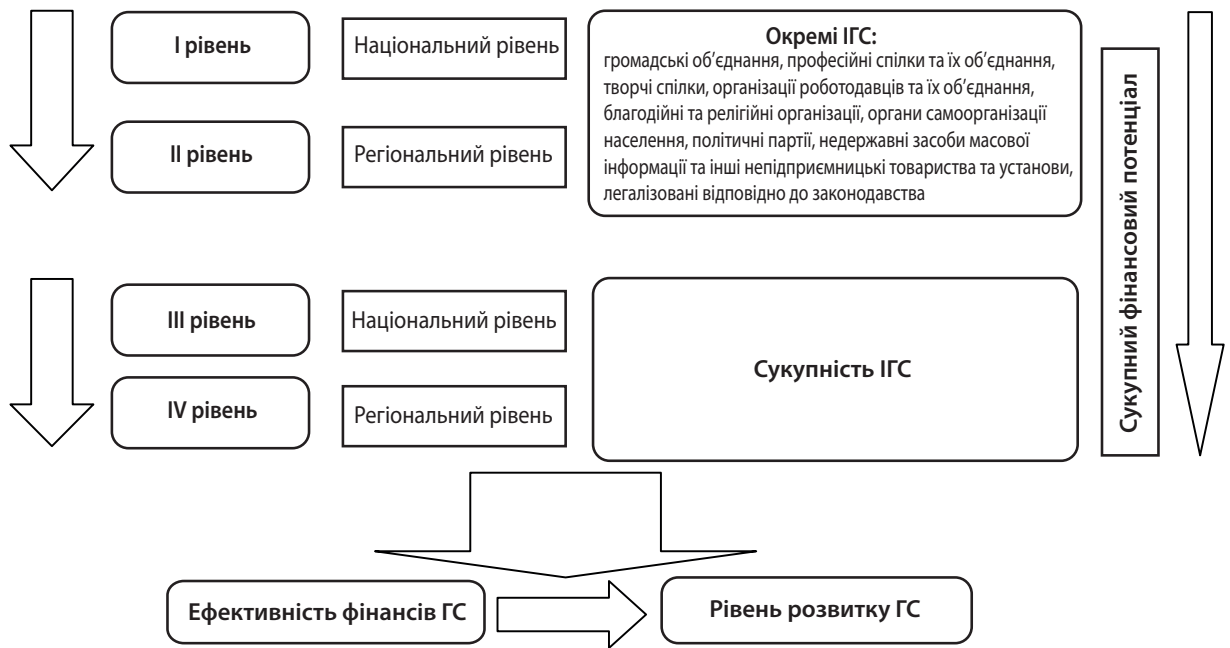 І рівень
Національний рівень
Окремі ІГС:
громадські об’єднання, професійні спілки та їх об’єднання,
творчі спілки, організації роботодавців та їх об’єднання,
благодійні та релігійні організації, органи самоорганізації
населення, політичні партії, недержавні засоби масової
інформації та інші непідприємницькі товариства та установи,
легалізовані відповідно до законодавства
ІІ рівень
Регіональний рівень
ІІІ рівень
Національний рівень
Сукупність ІГС
IV рівень
Регіональний рівень
Сукупний фінансовий потенціал
Ефективність фінансів ГС
Рівень розвитку ГС